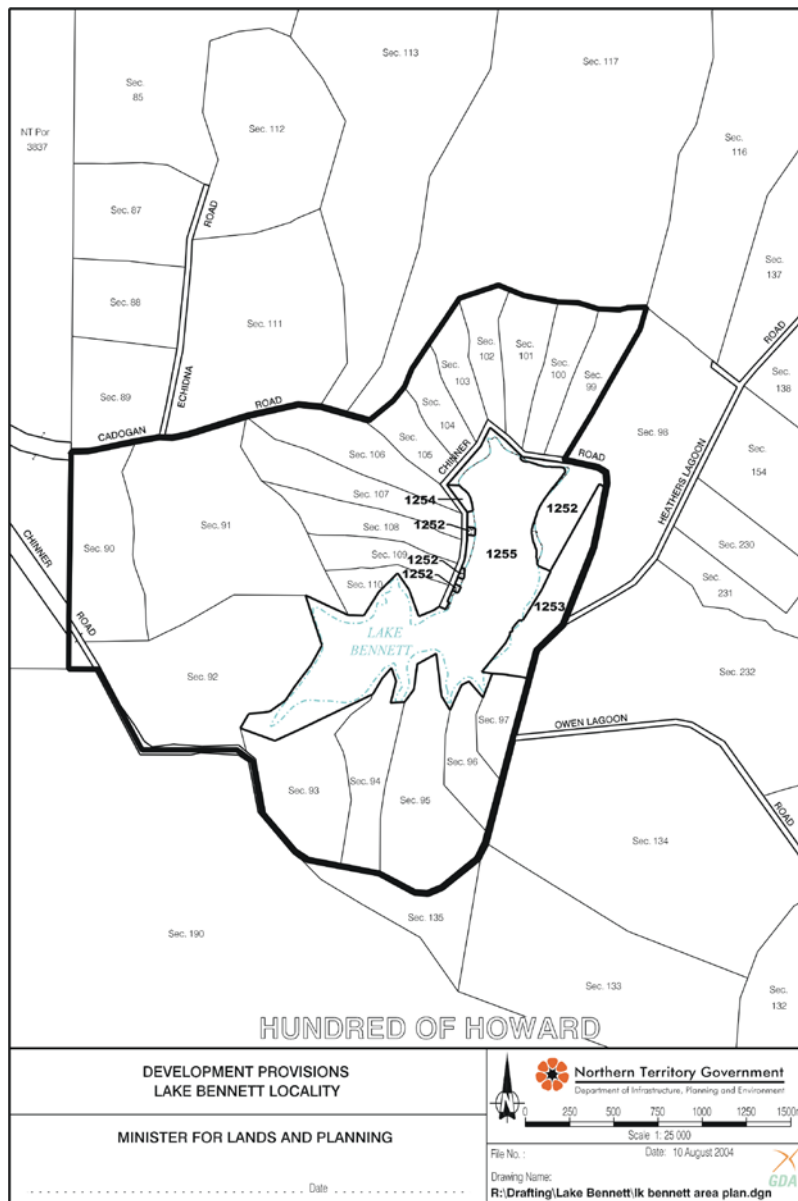 Sec. 113
Sec. 117
Sec.
85
Sec. 112
NT Por
3837
Sec.
116
Sec. 87
ROAD
Sec.
137
Sec. 88
Sec. 111
Sec.
102
Sec.
101
Sec.
103
Sec.
100
Sec.
99
ROAD
Sec.
138
Sec. 89
ECHIDNA
ROAD
CADOGAN
Sec.
104
Sec. 98
Sec.
154
Sec. 106
Sec.
105
CHINNER
ROAD
HEATHERS LAGOON
Sec. 107
1254
1252
Sec. 91
Sec. 108
1252
Sec. 230
CHINNER
Sec. 90
Sec. 109
1252
1255
1252
Sec. 110
Sec.
231
1253
ROAD
LAKE
BENNETT
Sec. 92
Sec. 232
Sec. 97
OWEN LAGOON
Sec. 96
Sec. 94
Sec. 93
Sec. 95
ROAD
Sec. 134
Sec. 135
Sec. 190
Sec. 133
Sec.
132
HUNDRED OF HOWARD
DEVELOPMENT PROVISIONS
LAKE BENNETT LOCALITY
MINISTER FOR LANDS AND PLANNING
Date
N
Northern Territory Government
Department of Infrastructure, Planning and Environment
0 250 500 750 1000 1250 1500m
Scale 1: 25 000
File No. :
Date: 10 August 2004
Drawing Name:
R:\Drafting\Lake Bennett\lk bennett area plan.dgn
GDA